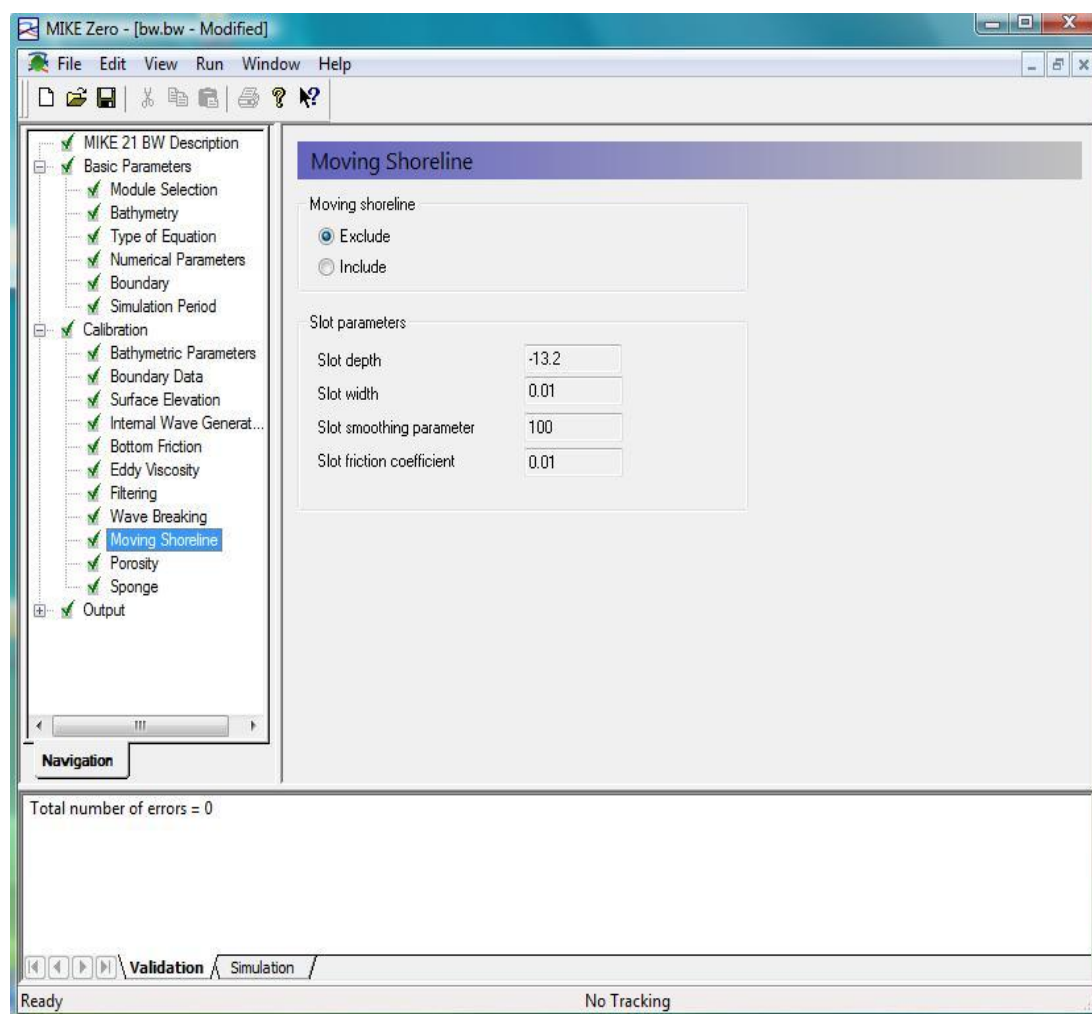 MIKE Zero - [bw.bw - Modified]
File Edit View Run Window Help
MIKE 21 BW Description
Basic Parameters
Module Selection
Bathymetry
Type of Equation
Numerical Parameters
Boundary
Simulation Period
Calibration
Bathymetric Parameters
Boundary Data
Surface Elevation
Internal Wave Generat...
Bottom Friction
Eddy Viscosity
Filtering
Wave Breaking
Moving Shoreline
Porosity
Sponge
Output
Navigation
Moving Shoreline
Moving shoreline
Exclude
Include
Slot parameters
Slot depth -13.2
Slot width 0.01
Slot smoothing parameter 100
Slot friction coefficient 0.01
Total number of errors = 0
Validation Simulation
Ready No Tracking